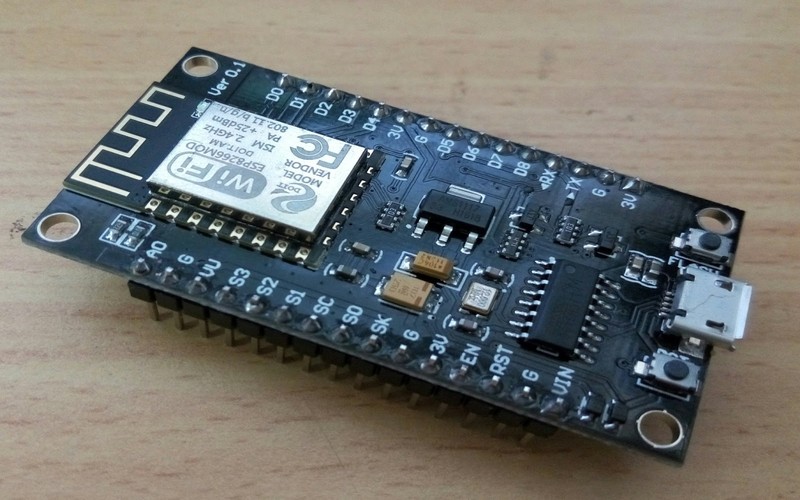 Ver 0.1
D0
D1
D2
D3
D4
3V
G
D5
D6
D7
D8
RX
TX
G
3V
WiFi
MODEL
VENDOR
ESP8266MOD
DOIT.AM
ISM 2.4GHz
PA +25dBm
802.11b/g/n
FC
A0
G
VU
S3
S2
S1
SC
S0
SK
G
3V
EN
RST
G
VIN